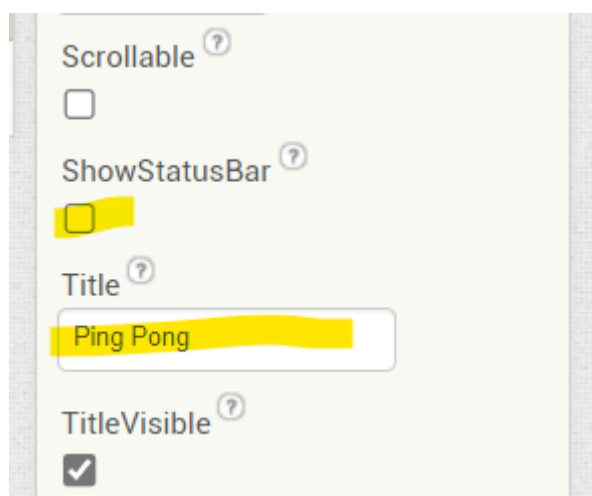 Scrollable ?
ShowStatusBar ?
Title ?
Ping Pong
TitleVisible ?